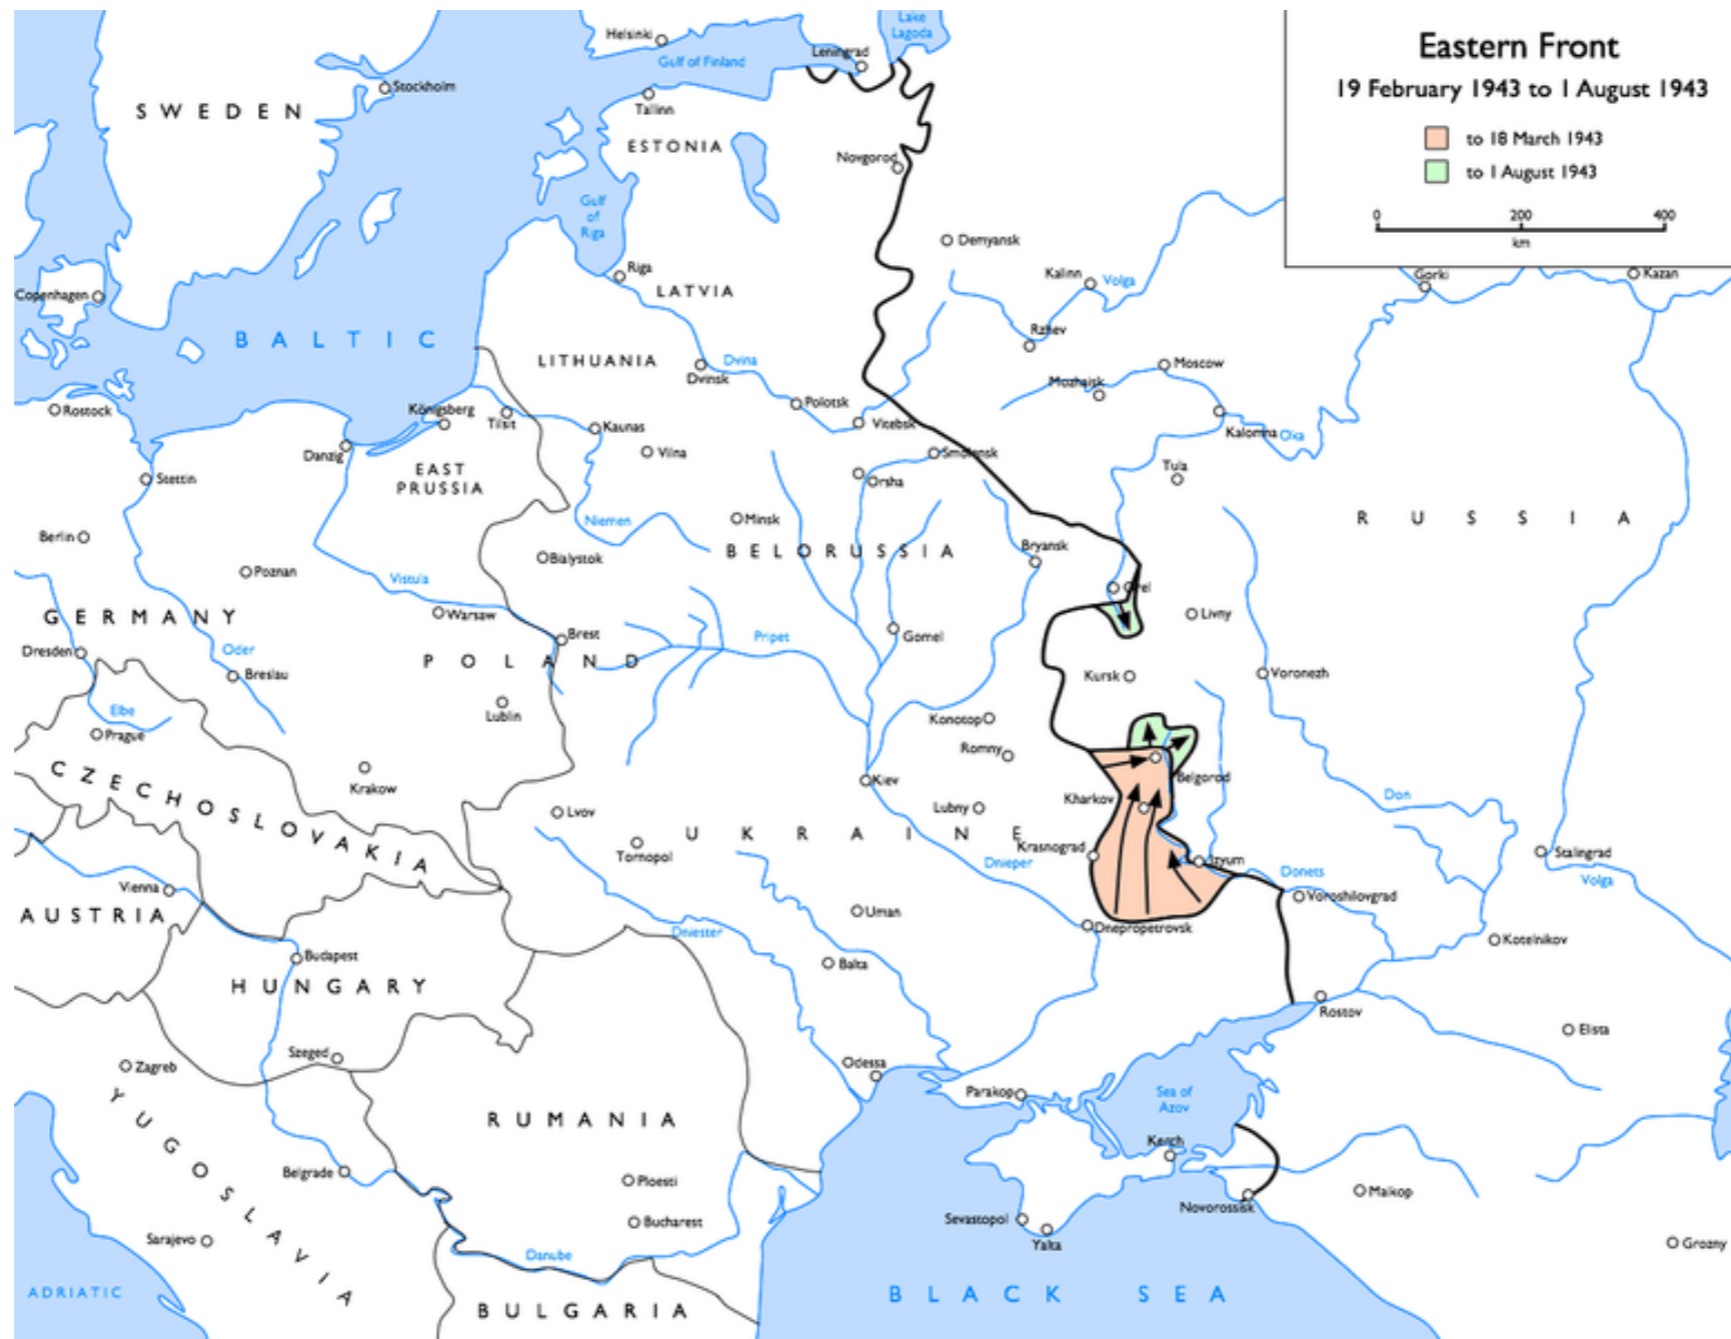 Eastern Front
19 February 1943 to 1 August 1943
to 18 March 1943
to 1 August 1943
0 200 400
km
Lake
Lagoda
Helsinki
Gulf of Finland
Leningrad
Stockholm
SWEDEN
Tallinn
ESTONIA
Novgorod
Gulf
of
Riga
Demyansk
Riga
Kalinn
Volga
Gorki
Kazan
LATVIA
Copenhagen
BALTIC
Rzhev
LITHUANIA
Dvina
Dvinsk
Moscow
Mozhaisk
Rostock
Königsberg
Tilsit
Polotsk
Vitebsk
Kaunas
Kalomna
Oka
Danzig
Vilna
Smolensk
EAST
PRUSSIA
Tula
Stettin
Orsha
Niemen
Minsk
RUSSIA
Berlin
Bialystok
BELORUSSIA
Bryansk
Poznan
Vistula
Orel
GERMANY
Warsaw
Livny
Brest
Pripet
Gomel
Dresden
Oder
POLAND
Breslau
Kursk
Voronezh
Elbe
Lublin
Konotop
Prague
Romny
CZECHOSLOVAKIA
Krakow
Kiev
Belgorod
Kharkov
Don
Lvov
Lubny
UKRAINE
Tornopol
Krasnograd
Dnieper
Izyum
Stalingrad
Donets
Volga
Vienna
Voroshilovgrad
AUSTRIA
Uman
Dnepropetrovsk
Dniester
Kotelnikov
Budapest
Balta
HUNGARY
Rostov
Elista
Szeged
Zagreb
Odessa
Parakop
Sea of
Azov
YUGOSLAVIA
RUMANIA
Kerch
Belgrade
Ploesti
Maikop
Novorossisk
Sevastopol
Bucharest
Yalta
Sarajevo
Grozny
Danube
ADRIATIC
BLACK SEA
BULGARIA